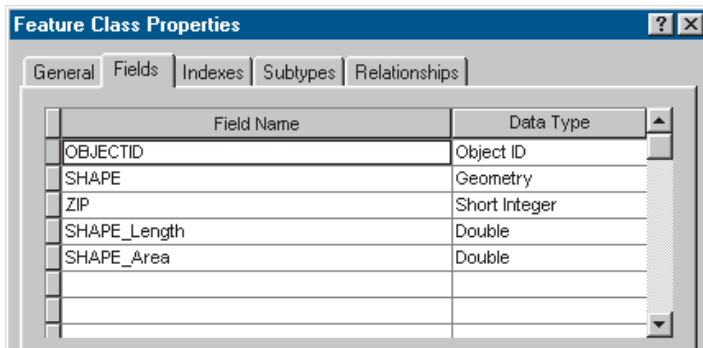 Feature Class Properties
General Fields Indexes Subtypes Relationships
Field Name Data Type
OBJECTID Object ID
SHAPE Geometry
ZIP Short Integer
SHAPE_Length Double
SHAPE_Area Double